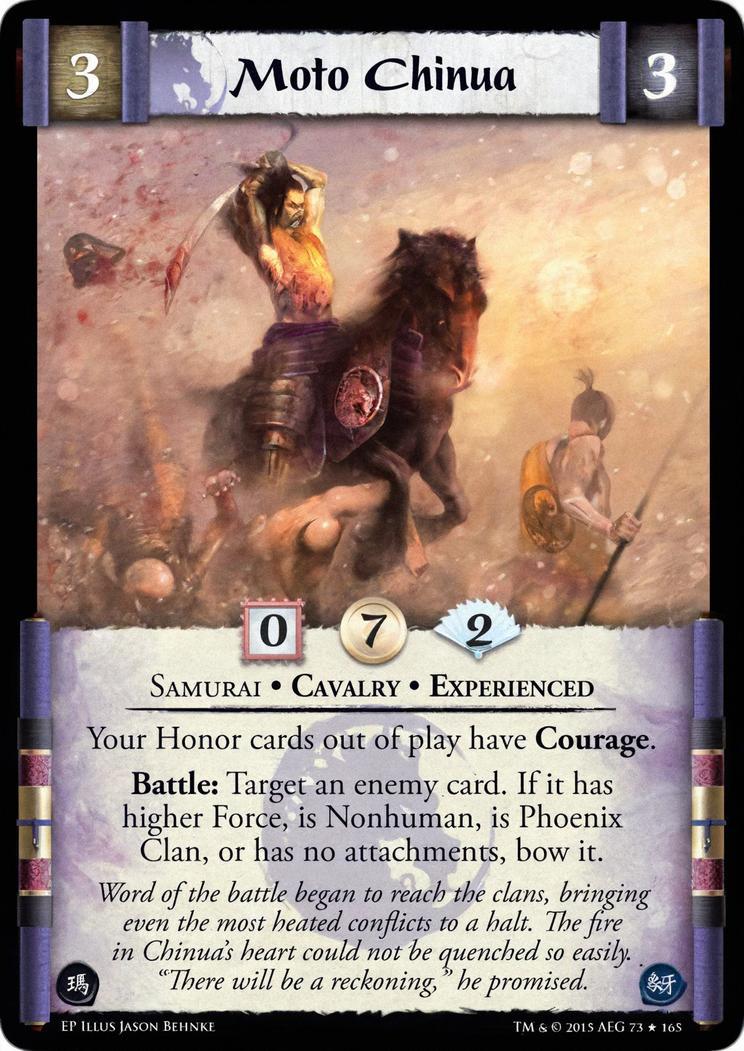 3
Moto Chinua
3
0
7
2
Samurai • Cavalry • Experienced
Your Honor cards out of play have Courage.
Battle: Target an enemy card. If it has
higher Force, is Nonhuman, is Phoenix
Clan, or has no attachments, bow it.
Word of the battle began to reach the clans, bringing
even the most heated conflicts to a halt. The fire
in Chinua's heart could not be quenched so easily.
"There will be a reckoning," he promised.
瑪
象牙
EP Illus Jason Behnke
TM & © 2015 AEG 73 ★ 165